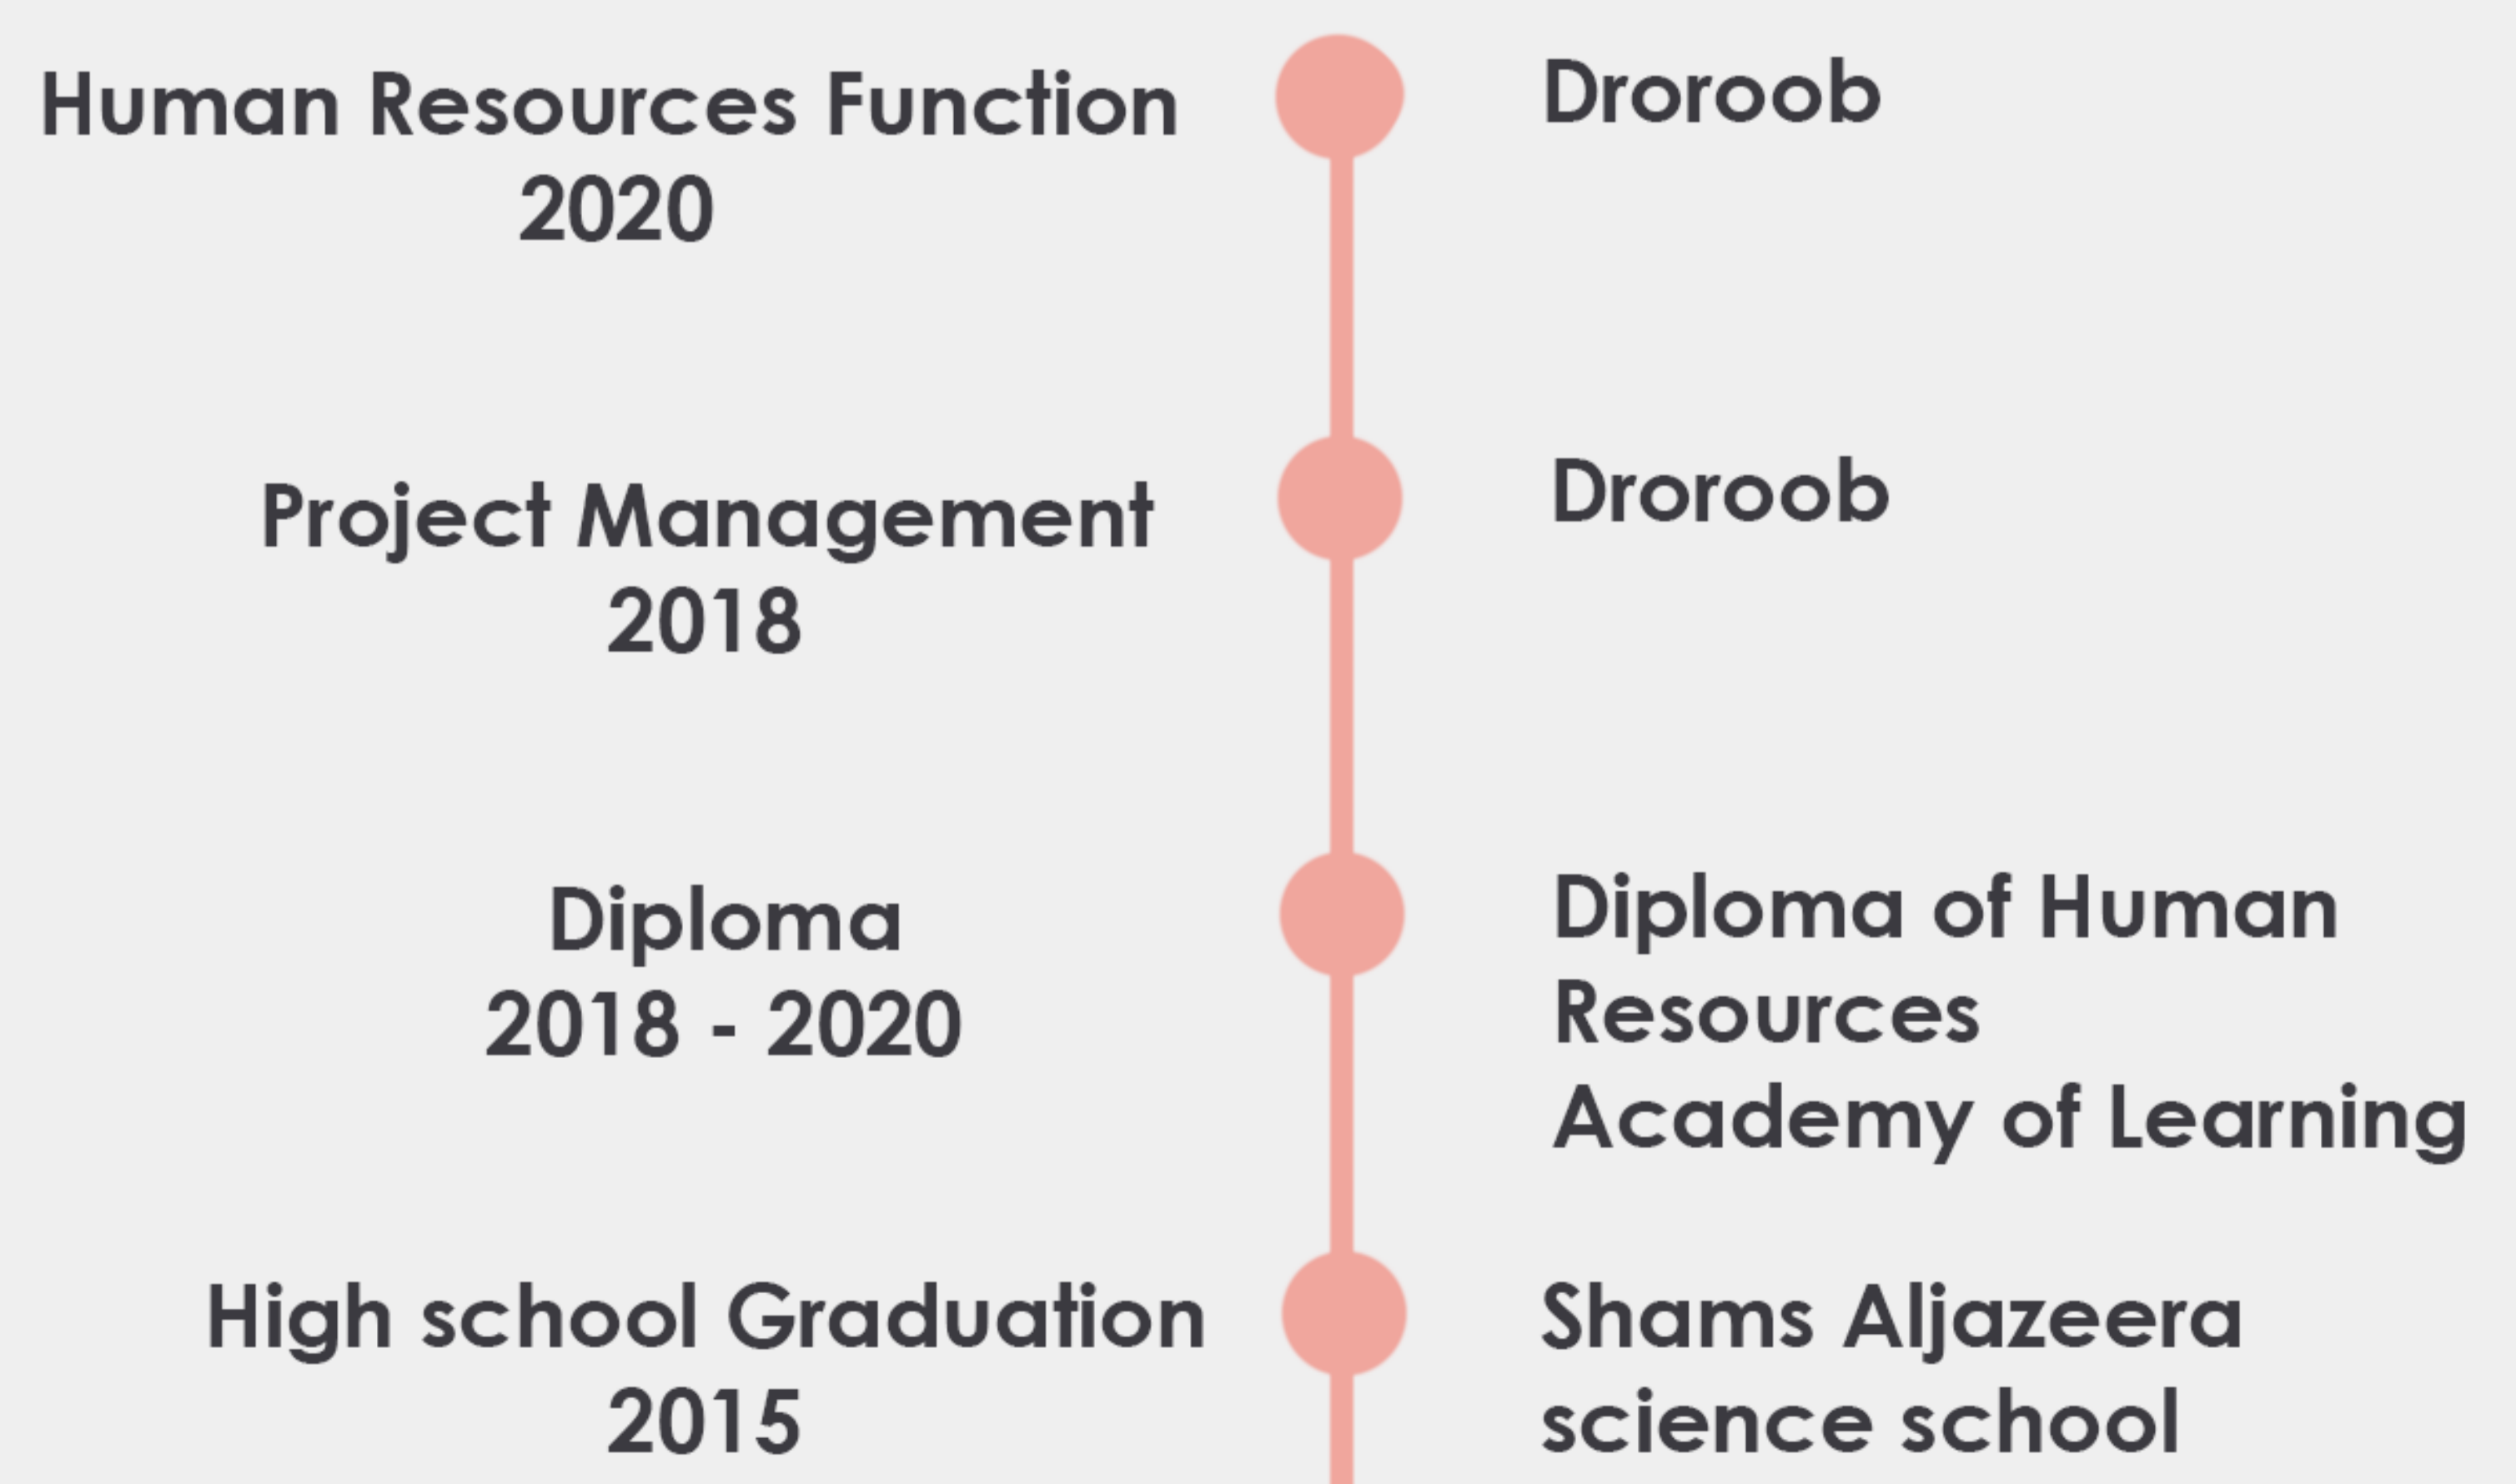 Human Resources Function
2020
Droroob
Project Management
2018
Droroob
Diploma
2018 - 2020
Diploma of Human
Resources
Academy of Learning
High school Graduation
2015
Shams Aljazeera
science school